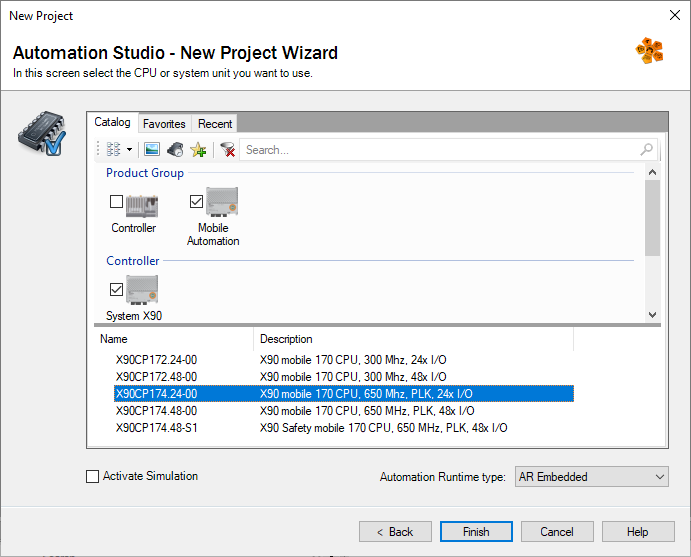 New Project
Automation Studio - New Project Wizard
In this screen select the CPU or system unit you want to use.
Catalog Favorites Recent
Search...
Product Group
Controller
Mobile Automation
Controller
System X90
Name Description
X90CP172.24-00 X90 mobile 170 CPU, 300 Mhz, 24x I/O
X90CP172.48-00 X90 mobile 170 CPU, 300 Mhz, 48x I/O
X90CP174.24-00 X90 mobile 170 CPU, 650 Mhz, PLK, 24x I/O
X90CP174.48-00 X90 mobile 170 CPU, 650 MHz, PLK, 48x I/O
X90CP174.48-S1 X90 Safety mobile 170 CPU, 650 MHz, PLK, 48x I/O
Activate Simulation Automation Runtime type: AR Embedded
< Back Finish Cancel Help